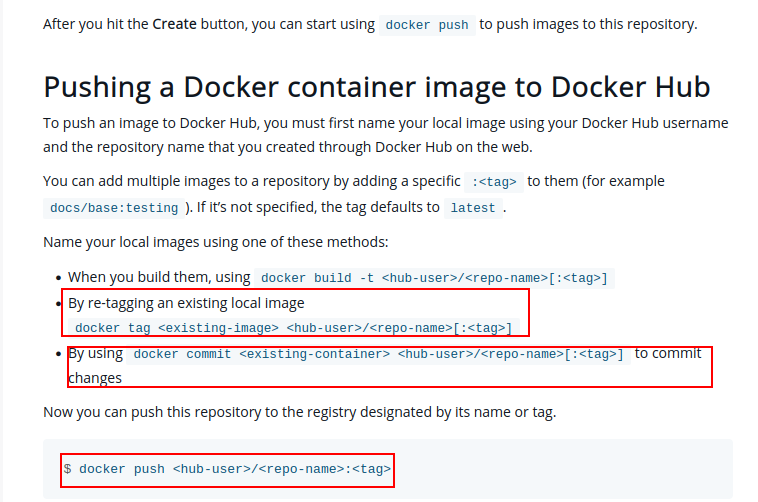 After you hit the Create button, you can start using docker push to push images to this repository.
Pushing a Docker container image to Docker Hub
To push an image to Docker Hub, you must first name your local image using your Docker Hub username
and the repository name that you created through Docker Hub on the web.
You can add multiple images to a repository by adding a specific :<tag> to them (for example
docs/base:testing ). If it’s not specified, the tag defaults to latest .
Name your local images using one of these methods:
• When you build them, using docker build -t <hub-user>/<repo-name>[:<tag>]
• By re-tagging an existing local image
docker tag <existing-image> <hub-user>/<repo-name>[:<tag>]
• By using docker commit <existing-container> <hub-user>/<repo-name>[:<tag>] to commit
changes
Now you can push this repository to the registry designated by its name or tag.
$ docker push <hub-user>/<repo-name>:<tag>